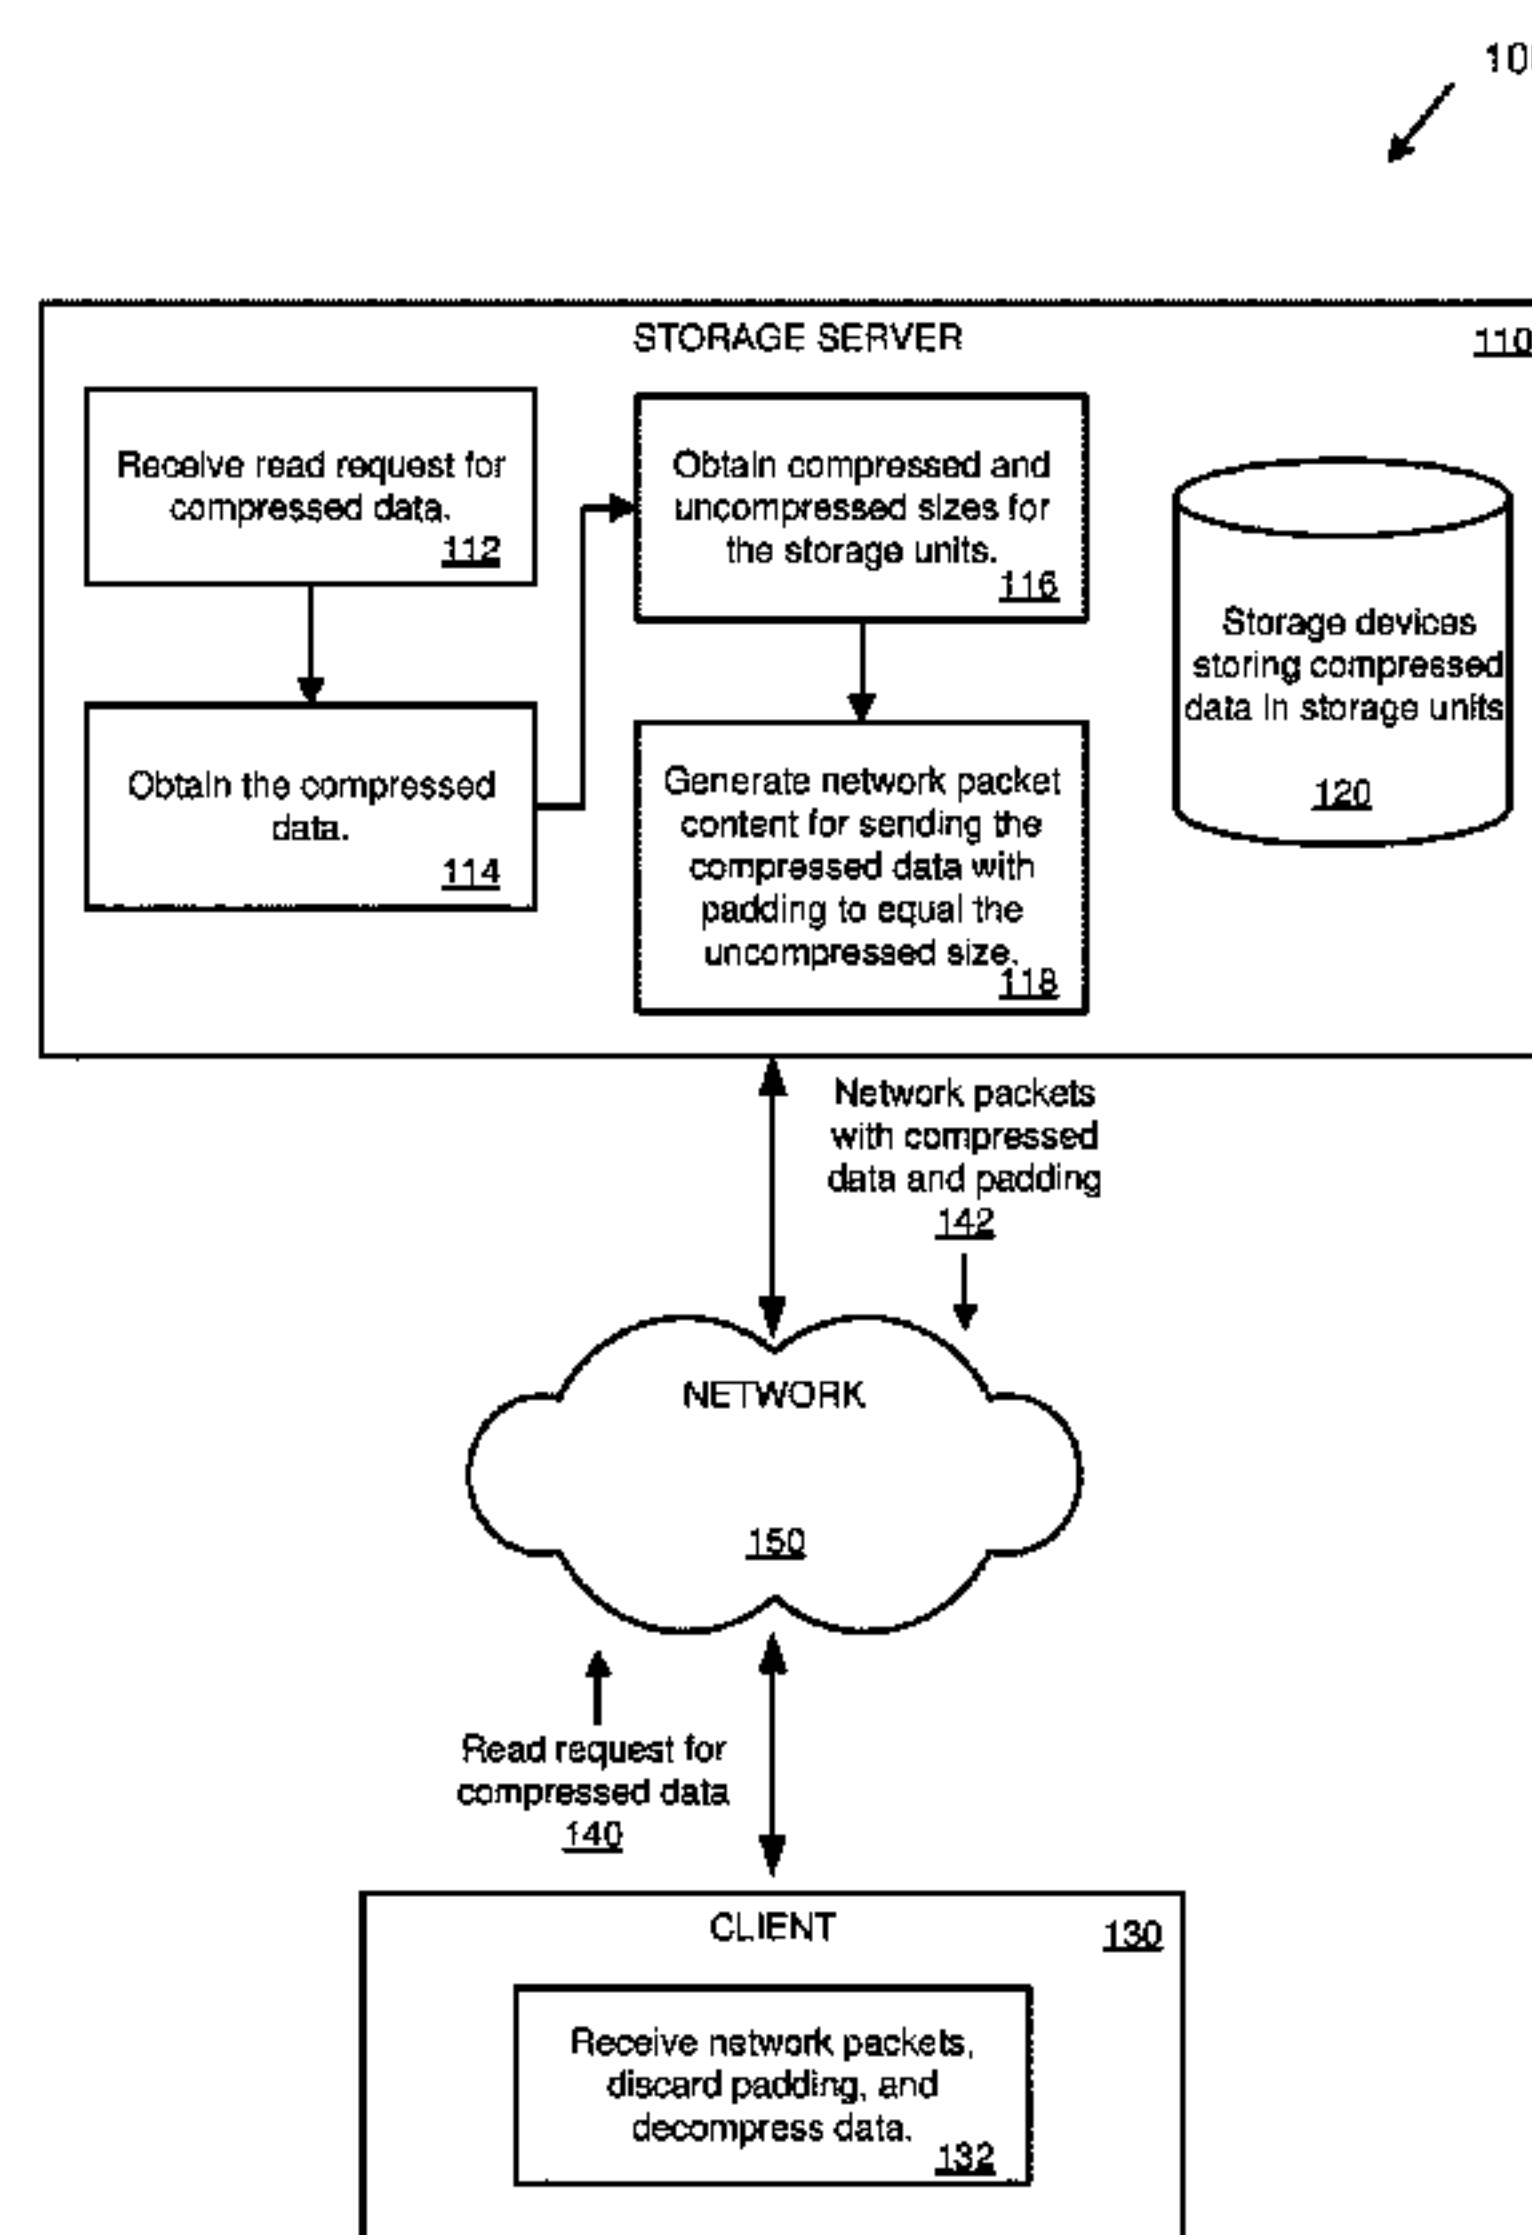 STORAGE SERVER
110
Receive read request for
compressed data.
112
Obtain the compressed
data.
114
Obtain compressed and
uncompressed sizes for
the storage units.
116
Generate network packet
content for sending the
compressed data with
padding to equal the
uncompressed size.
118
Storage devices
storing compressed
data in storage units
120
Network packets
with compressed
data and padding
142
NETWORK
150
Read request for
compressed data
140
CLIENT
130
Receive network packets,
discard padding, and
decompress data.
132